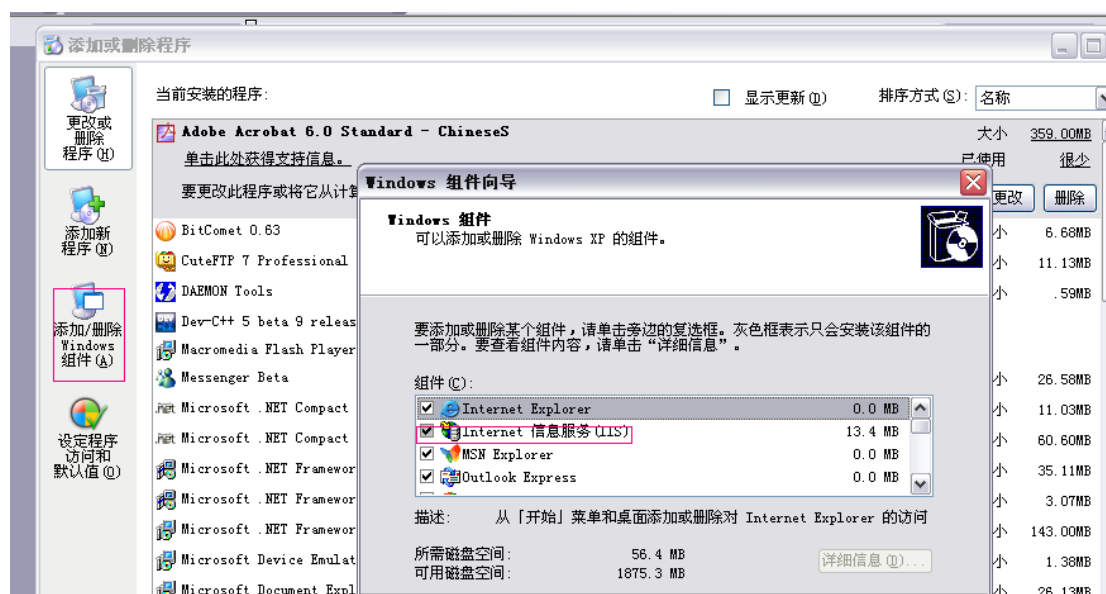 添加或删除程序
更改或
删除
程序(H)
当前安装的程序:
显示更新(D)
排序方式(S):
名称
Adobe Acrobat 6.0 Standard - ChineseS
大小
359.00MB
单击此处获得支持信息。
已使用
很少
要更改此程序或将它从计算
更改
删除
添加新
程序(N)
BitComet 0.63
小
6.68MB
CuteFTP 7 Professional
小
11.13MB
DAEMON Tools
小
.59MB
添加/删除
Windows
组件(A)
Dev-C++ 5 beta 9 releas
Macromedia Flash Player
Messenger Beta
小
26.58MB
设定程序
访问和
默认值(O)
.net
Microsoft .NET Compact
小
11.03MB
.net
Microsoft .NET Compact
小
60.60MB
Microsoft .NET Framewor
小
35.11MB
Microsoft .NET Framewor
小
3.07MB
Microsoft .NET Framewor
小
143.00MB
Microsoft Device Emulat
小
1.38MB
Microsoft Document Expl
小
26.13MB
Windows 组件向导
Windows 组件
可以添加或删除 Windows XP 的组件。
要添加或删除某个组件，请单击旁边的复选框。灰色框表示只会安装该组件的
一部分。要查看组件内容，请单击“详细信息”。
组件(C):
Internet Explorer
0.0 MB
Internet 信息服务(IIS)
13.4 MB
MSN Explorer
0.0 MB
Outlook Express
0.0 MB
描述:
从「开始」菜单和桌面添加或删除对 Internet Explorer 的访问
所需磁盘空间:
56.4 MB
可用磁盘空间:
1875.3 MB
详细信息(D)...